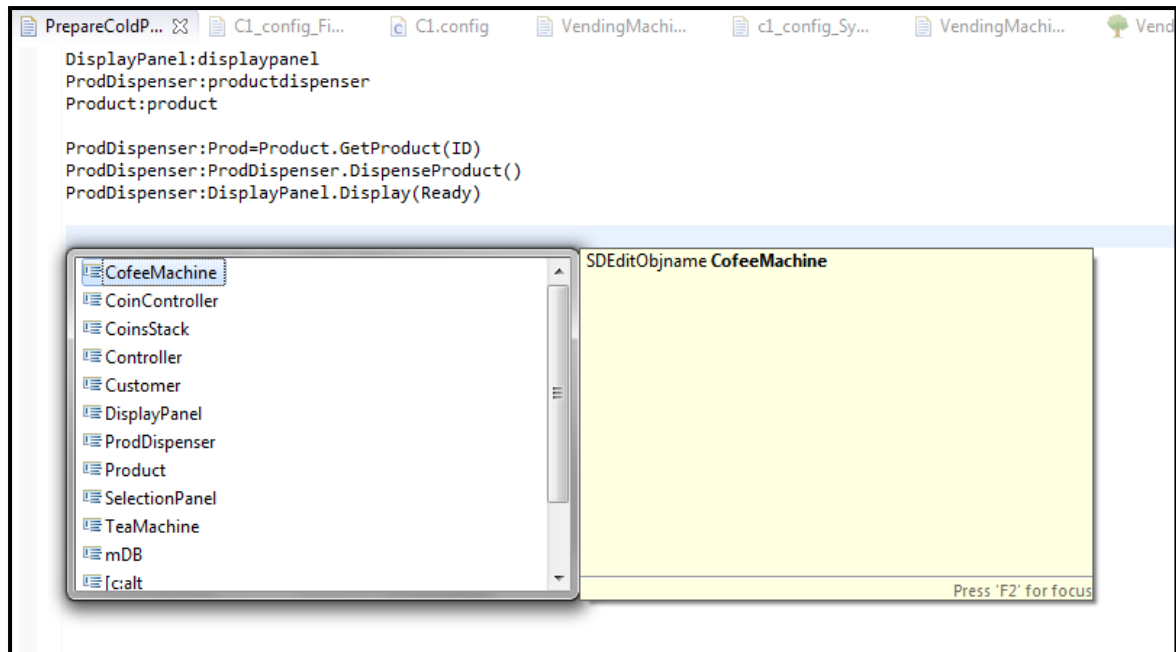 PrepareColdP... C1_config_Fi... C1.config VendingMachi... c1_config_Sy... VendingMachi... Vend
DisplayPanel:displaypanel
ProdDispenser:productdispenser
Product:product
ProdDispenser:Prod=Product.GetProduct(ID)
ProdDispenser:ProdDispenser.DispenseProduct()
ProdDispenser:DisplayPanel.Display(Ready)
CofeeMachine
CoinController
CoinsStack
Controller
Customer
DisplayPanel
ProdDispenser
Product
SelectionPanel
TeaMachine
mDB
[c:alt
SDEditObjname CofeeMachine
Press 'F2' for focus